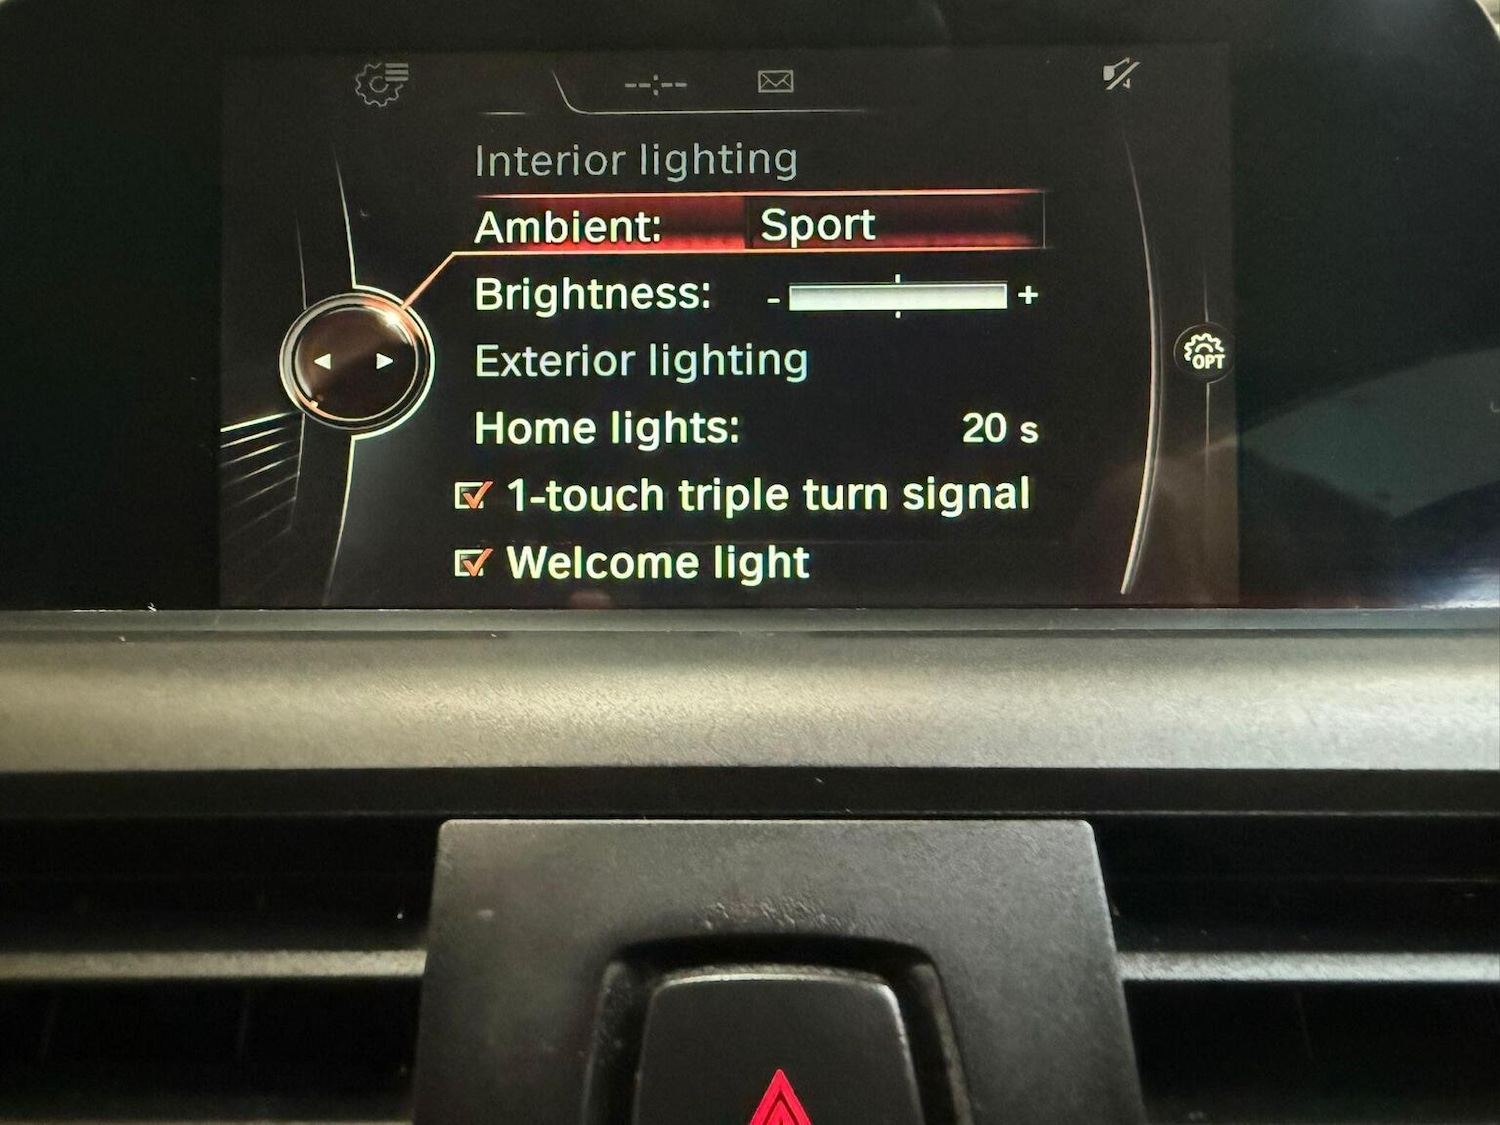 --:--
Interior lighting
Ambient: Sport
Brightness: - +
Exterior lighting
OPT
Home lights: 20 s
1-touch triple turn signal
Welcome light